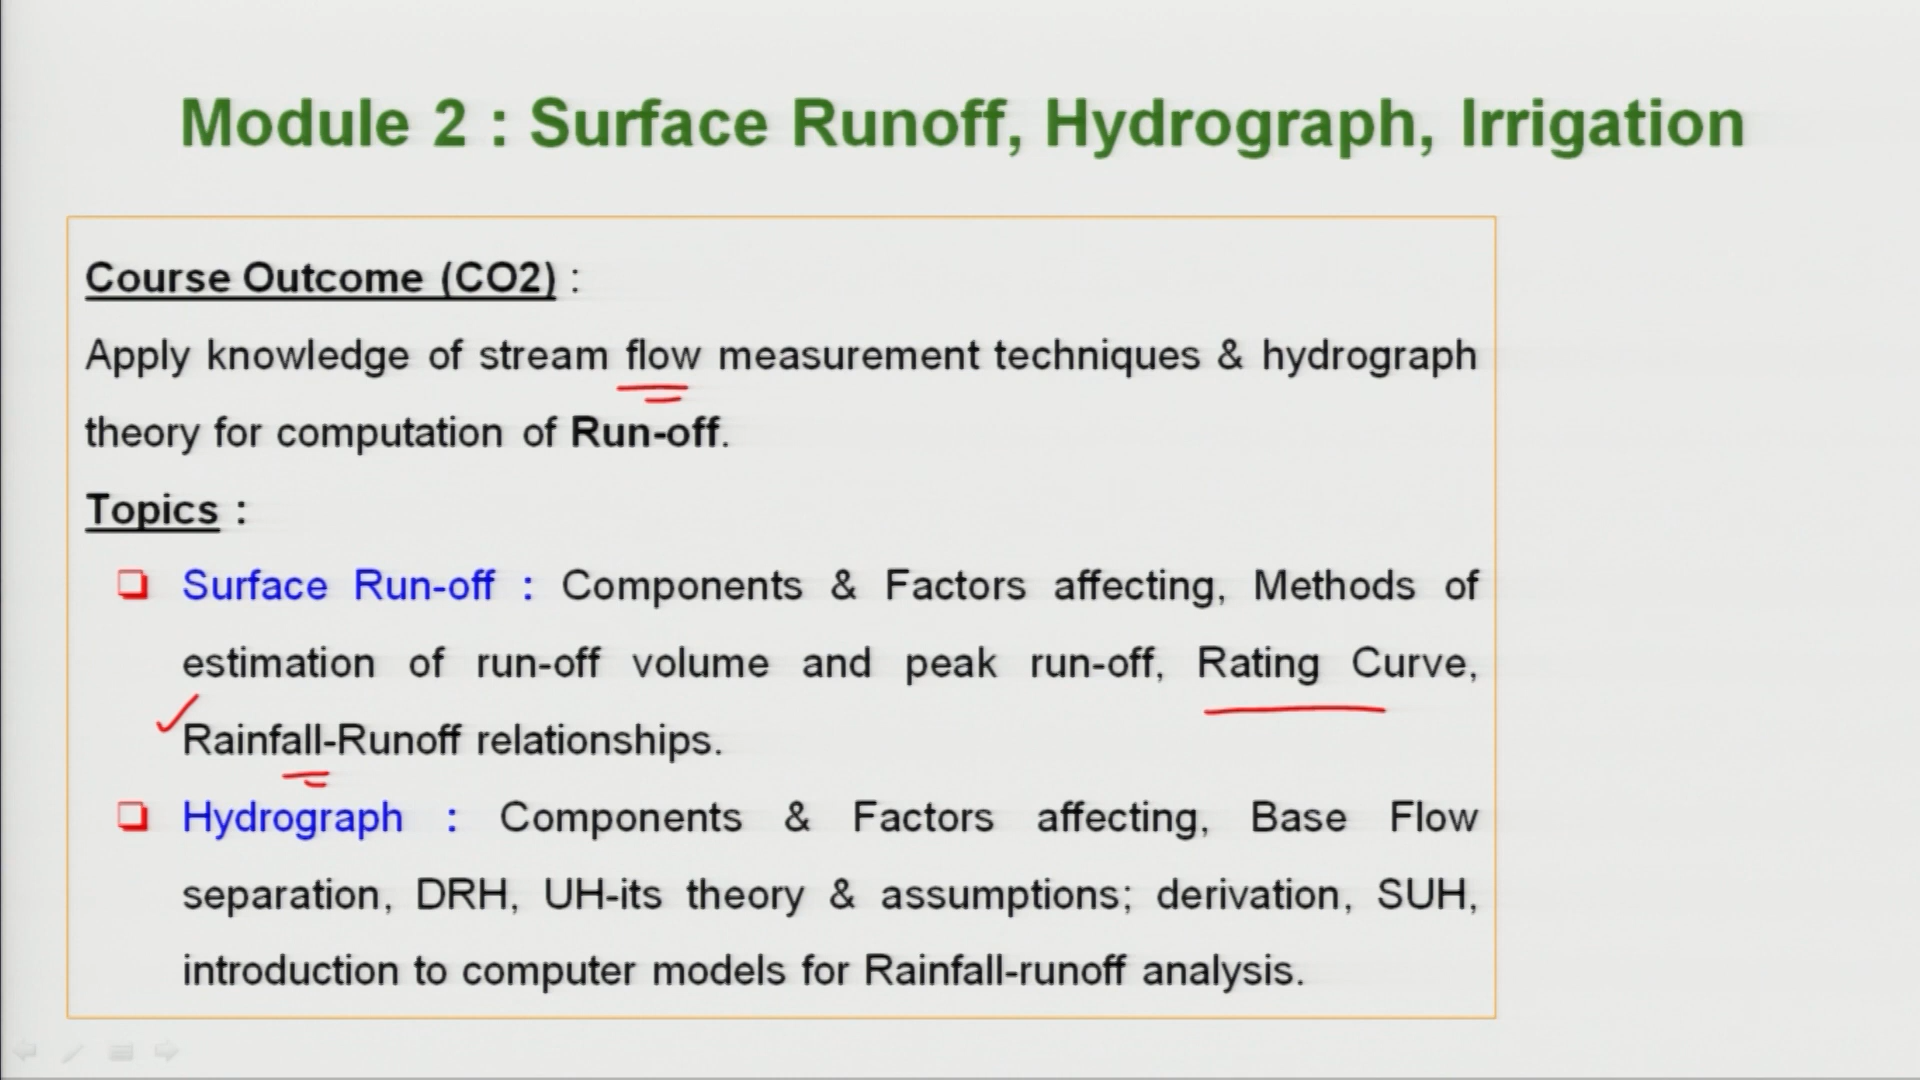 Module 2 : Surface Runoff, Hydrograph, Irrigation
Course Outcome (CO2) :
Apply knowledge of stream flow measurement techniques & hydrograph
theory for computation of Run-off.
Topics :
Surface Run-off : Components & Factors affecting, Methods of
estimation of run-off volume and peak run-off, Rating Curve,
Rainfall-Runoff relationships.
Hydrograph : Components & Factors affecting, Base Flow
separation, DRH, UH-its theory & assumptions; derivation, SUH,
introduction to computer models for Rainfall-runoff analysis.